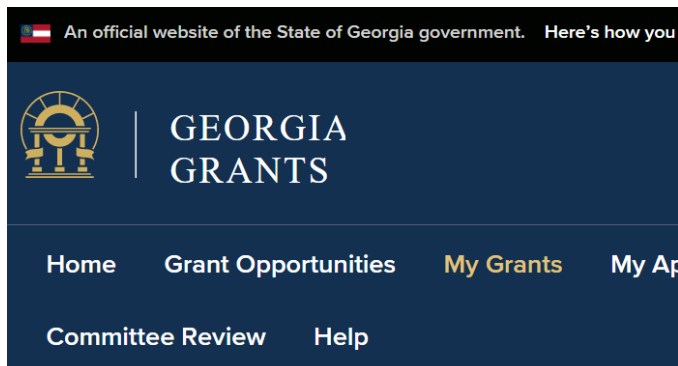 An official website of the State of Georgia government. Here’s how you
GEORGIA
GRANTS
Home Grant Opportunities My Grants My Ap
Committee Review Help